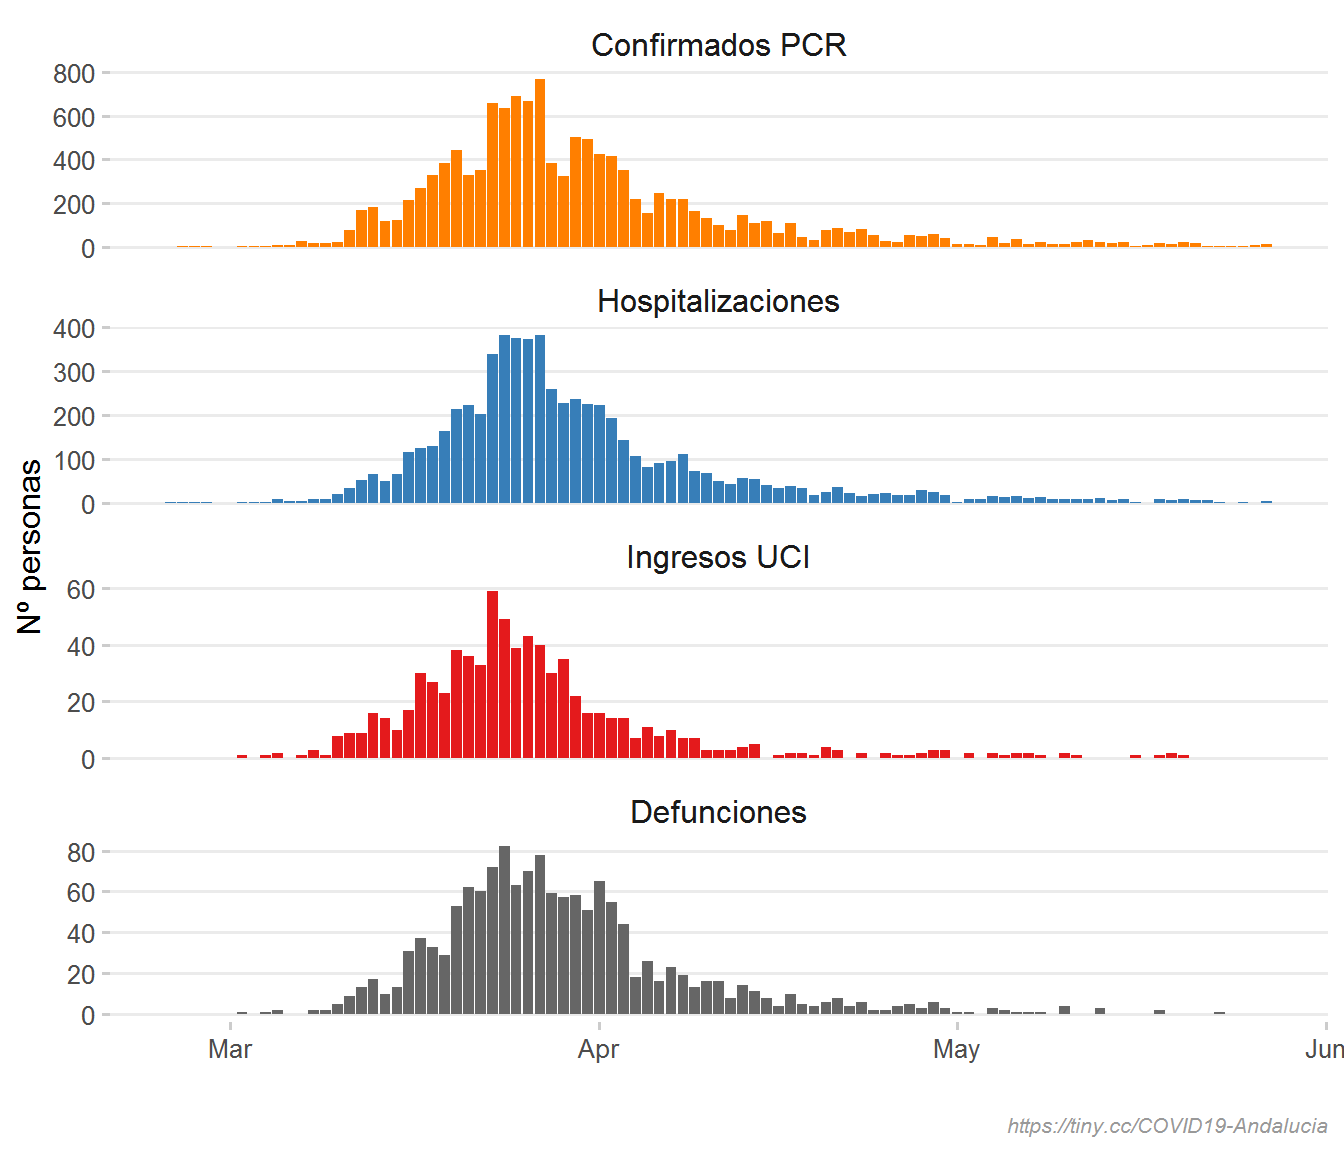 Confirmados PCR
800
600
400
200
0
Hospitalizaciones
400
300
200
100
0
Nº personas
Ingresos UCI
60
40
20
0
Defunciones
80
60
40
20
0
Mar Apr May Jun
https://tiny.cc/COVID19-Andalucia